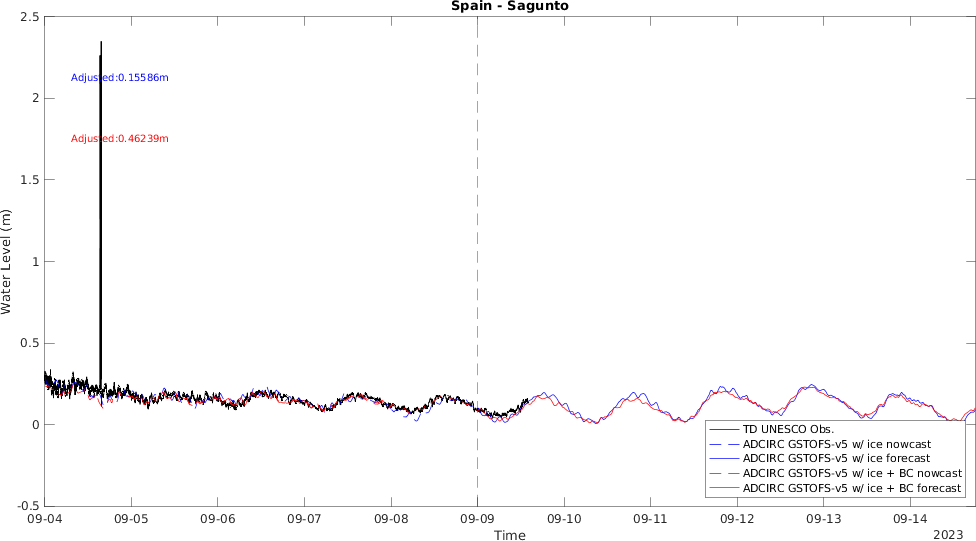 Spain - Sagunto
2.5
Adjusted:0.15586m
2
Adjusted:0.46239m
1.5
Water Level (m)
1
0.5
0
TD UNESCO Obs.
ADCIRC GSTOFS-v5 w/ ice nowcast
ADCIRC GSTOFS-v5 w/ ice forecast
ADCIRC GSTOFS-v5 w/ ice + BC nowcast
ADCIRC GSTOFS-v5 w/ ice + BC forecast
-0.5
09-04 09-05 09-06 09-07 09-08 09-09 09-10 09-11 09-12 09-13 09-14
Time
2023